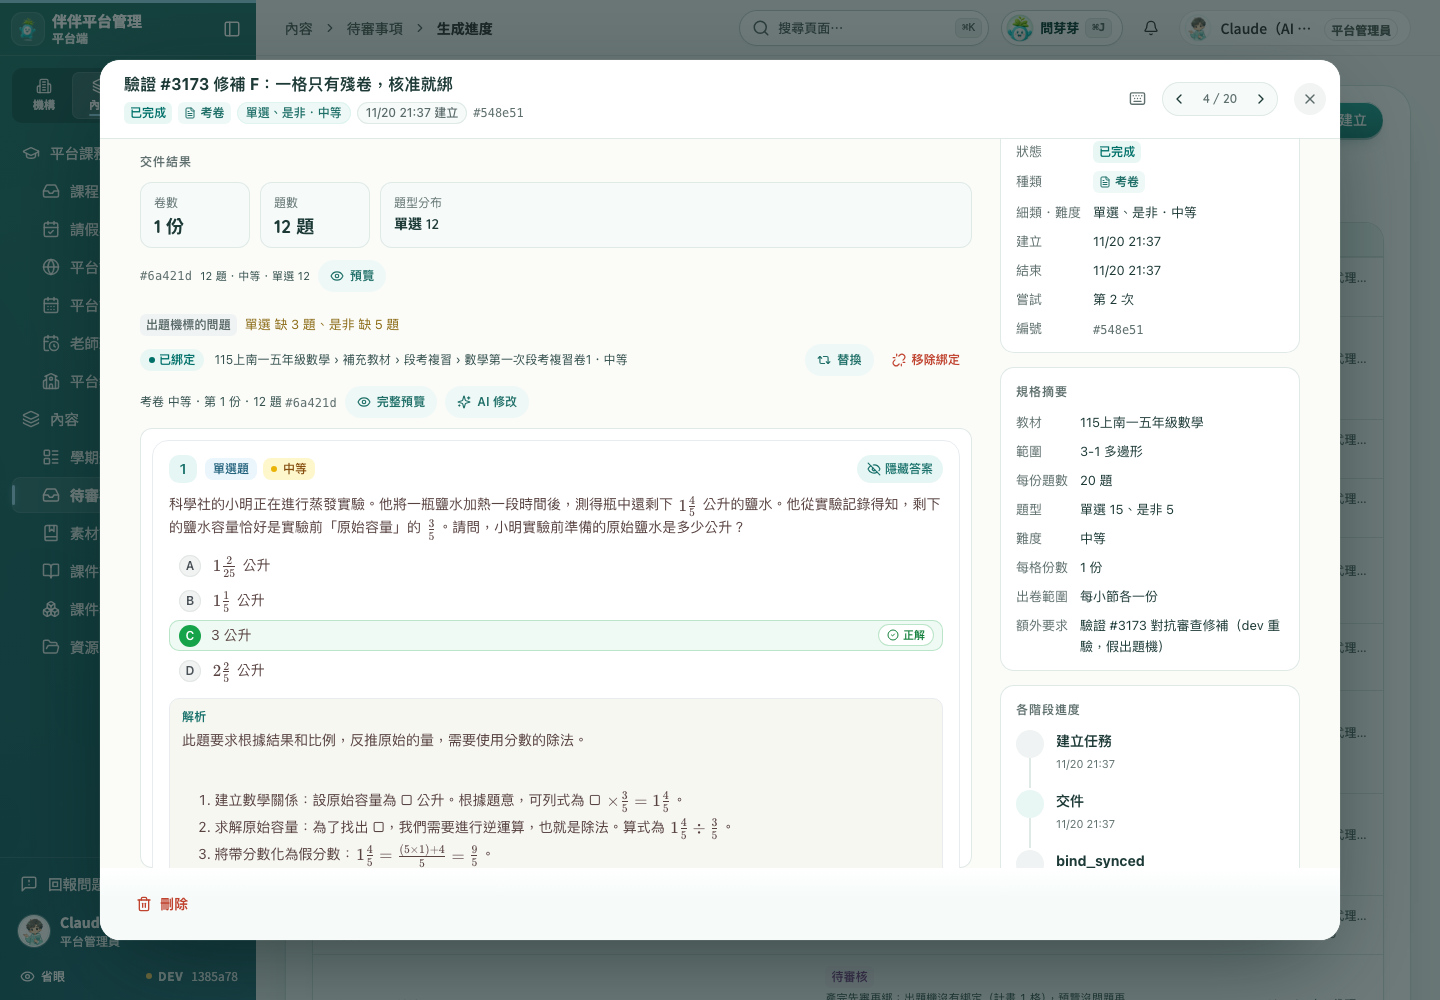 伴伴平台管理
平台端
內容 › 待審事項 › 生成進度
搜尋頁面…
⌘K
問芽芽 ⌘J
Claude（AI … 平台管理員
機構
平台課
課程
請假
平台
平台
老師
平台
內容
學期
待審
素材
課件
課件
資源
回報問題
Claude
平台管理員
省眼
DEV 1385a78
建立
驗證 #3173 修補 F：一格只有殘卷，核准就綁
已完成 考卷 單選、是非 · 中等 11/20 21:37 建立 #548e51
4 / 20
交件結果
卷數
1 份
題數
12 題
題型分布
單選 12
#6a421d 12 題 · 中等 · 單選 12 預覽
出題機標的問題 單選 缺 3 題、是非 缺 5 題
已綁定 115上南一五年級數學 › 補充教材 › 段考複習 › 數學第一次段考複習卷1 · 中等 替換 移除綁定
考卷 中等 · 第 1 份 · 12 題 #6a421d 完整預覽 AI 修改
1 單選題 中等 隱藏答案
科學社的小明正在進行蒸發實驗。他將一瓶鹽水加熱一段時間後，測得瓶中還剩下 1 4/5 公升的鹽水。他從實驗記錄得知，剩下
的鹽水容量恰好是實驗前「原始容量」的 3/5 。請問，小明實驗前準備的原始鹽水是多少公升？
A 1 2/25 公升
B 1 1/5 公升
C 3 公升 正解
D 2 2/5 公升
解析
此題要求根據結果和比例，反推原始的量，需要使用分數的除法。
1. 建立數學關係：設原始容量為 □ 公升。根據題意，可列式為 □ × 3/5 = 1 4/5 。
2. 求解原始容量：為了找出 □，我們需要進行逆運算，也就是除法。算式為 1 4/5 ÷ 3/5 。
3. 將帶分數化為假分數：1 4/5 = (5×1)+4/5 = 9/5 。
刪除
狀態 已完成
種類 考卷
細類 · 難度 單選、是非 · 中等
建立 11/20 21:37
結束 11/20 21:37
嘗試 第 2 次
編號 #548e51
規格摘要
教材 115上南一五年級數學
範圍 3-1 多邊形
每份題數 20 題
題型 單選 15、是非 5
難度 中等
每格份數 1 份
出卷範圍 每小節各一份
額外要求 驗證 #3173 對抗審查修補（dev 重
驗，假出題機）
各階段進度
建立任務
11/20 21:37
交件
11/20 21:37
bind_synced
待審核